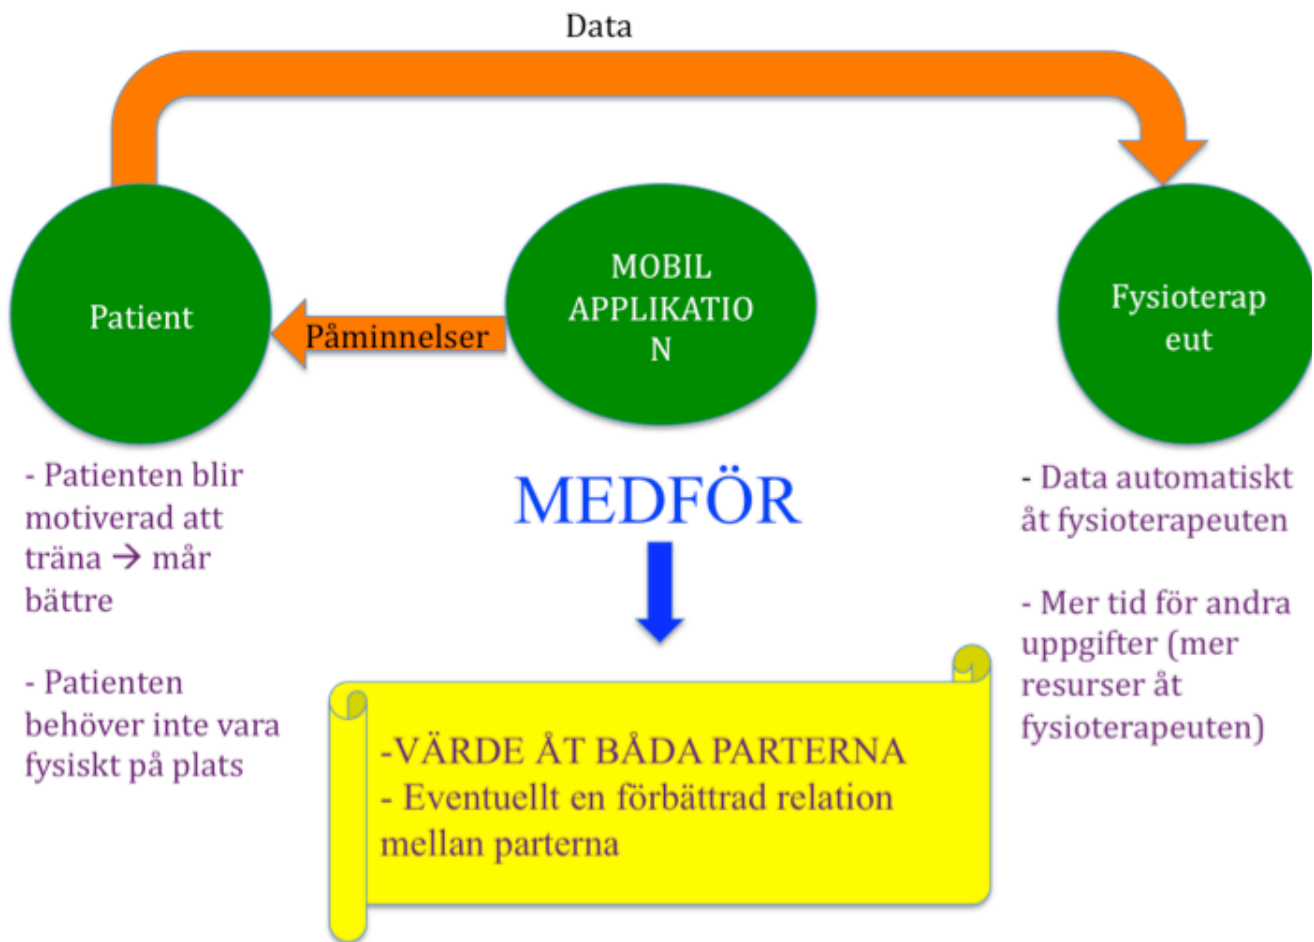 Data
Patient
Påminnelser
MOBIL
APPLIKATIO
N
Fysioterap
eut
- Patienten blir
motiverad att
träna → mår
bättre
- Patienten
behöver inte vara
fysiskt på plats
MEDFÖR
- Data automatiskt
åt fysioterapeuten
- Mer tid för andra
uppgifter (mer
resurser åt
fysioterapeuten)
-VÄRDE ÅT BÅDA PARTERNA
- Eventuellt en förbättrad relation
mellan parterna